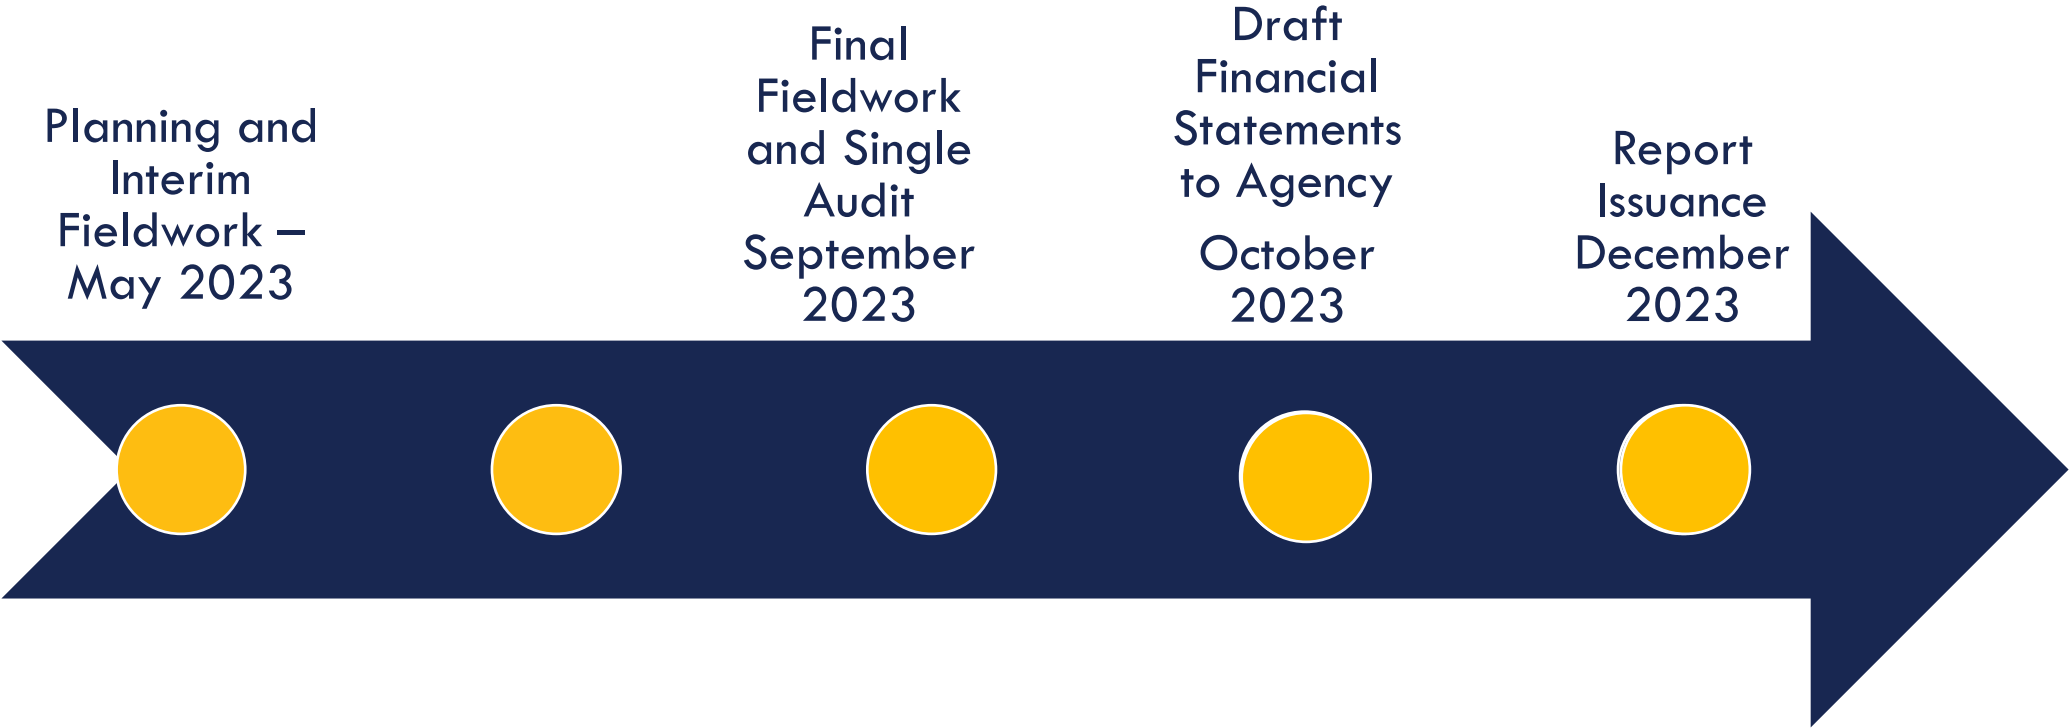 Planning and
Interim
Fieldwork –
May 2023
Final
Fieldwork
and Single
Audit
September
2023
Draft
Financial
Statements
to Agency
October
2023
Report
Issuance
December
2023